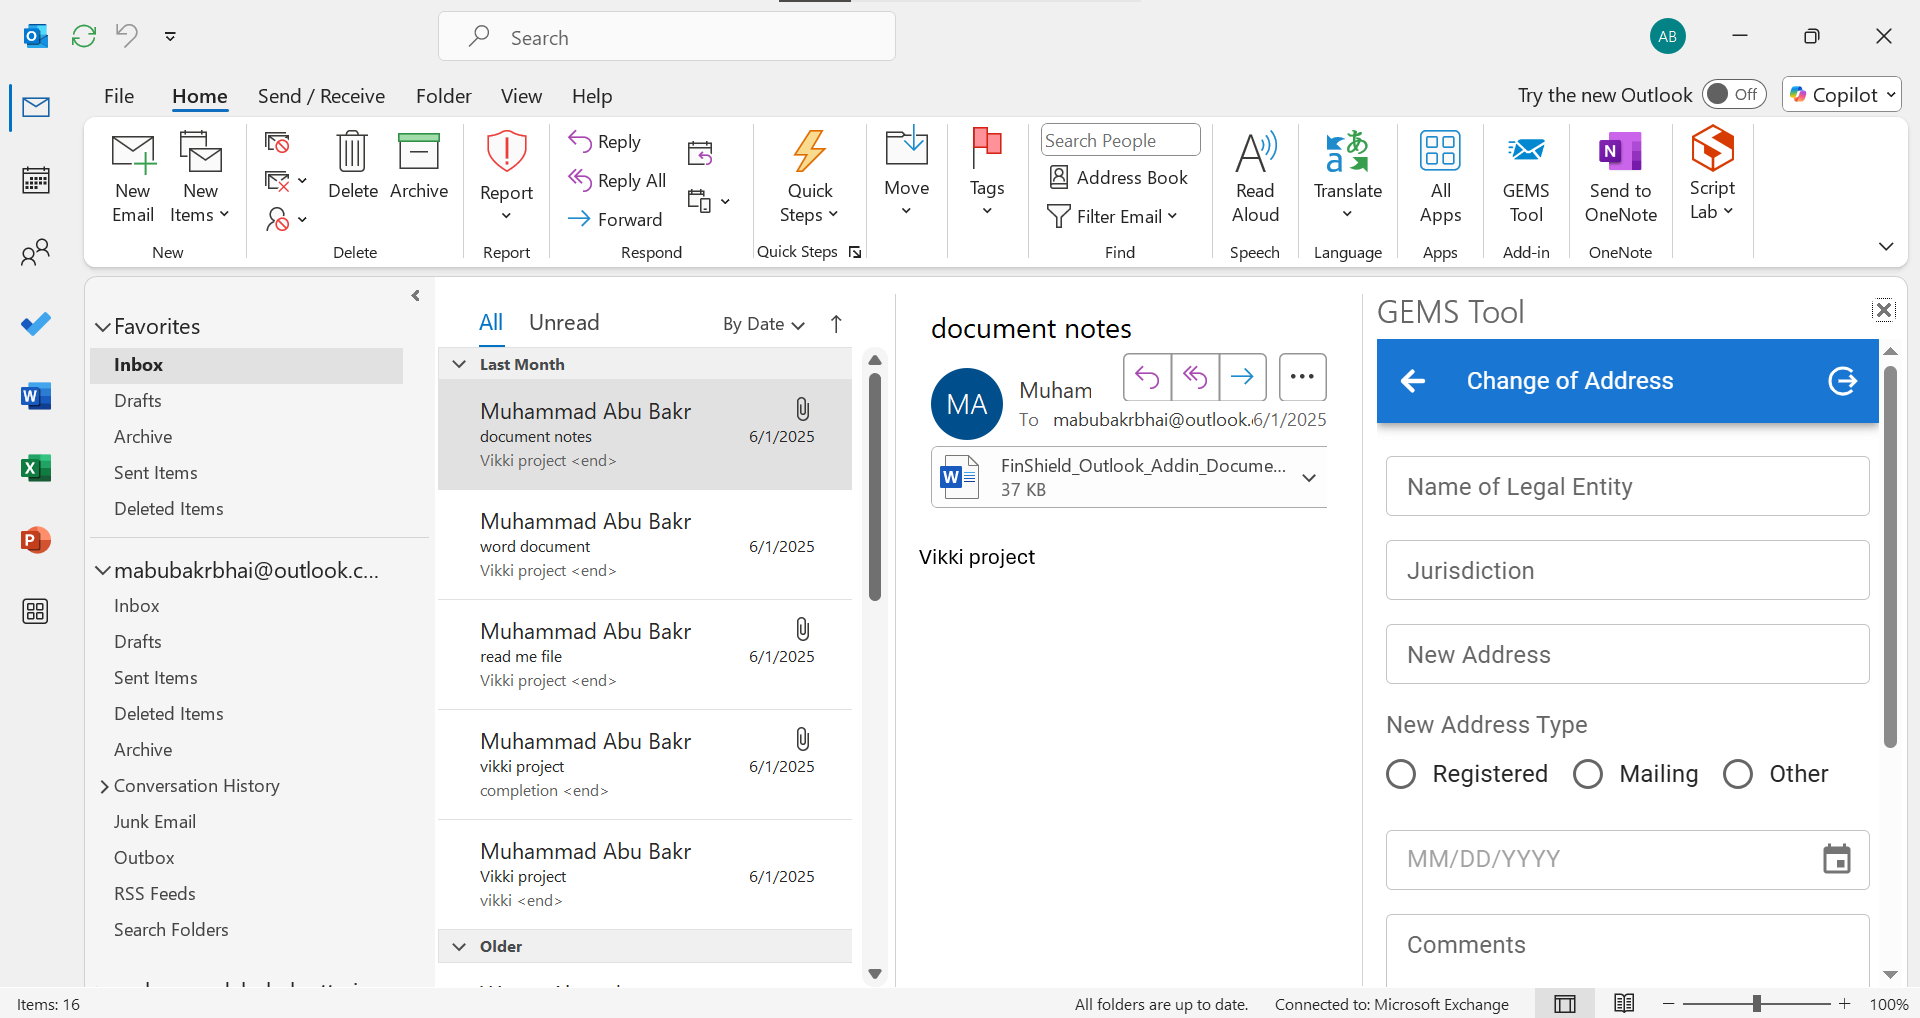 Search
AB
File Home Send / Receive Folder View Help
Try the new Outlook Off Copilot
New Email
New Items
New
Delete
Archive
Delete
Report
Report
Reply
Reply All
Forward
Respond
Quick Steps
Quick Steps
Move
Tags
Search People
Address Book
Filter Email
Find
Read Aloud
Speech
Translate
Language
All Apps
Apps
GEMS Tool
Add-in
Send to OneNote
OneNote
Script Lab
Favorites
Inbox
Drafts
Archive
Sent Items
Deleted Items
mabubakrbhai@outlook.c...
Inbox
Drafts
Sent Items
Deleted Items
Archive
Conversation History
Junk Email
Outbox
RSS Feeds
Search Folders
All Unread By Date
Last Month
Muhammad Abu Bakr
document notes 6/1/2025
Vikki project <end>
Muhammad Abu Bakr
word document 6/1/2025
Vikki project <end>
Muhammad Abu Bakr
read me file 6/1/2025
Vikki project <end>
Muhammad Abu Bakr
vikki project 6/1/2025
completion <end>
Muhammad Abu Bakr
Vikki project 6/1/2025
vikki <end>
Older
document notes
MA
Muham
To mabubakrbhai@outlook. 6/1/2025
FinShield_Outlook_Addin_Docume...
37 KB
Vikki project
GEMS Tool
Change of Address
Name of Legal Entity
Jurisdiction
New Address
New Address Type
Registered Mailing Other
MM/DD/YYYY
Comments
Items: 16
All folders are up to date. Connected to: Microsoft Exchange 100%